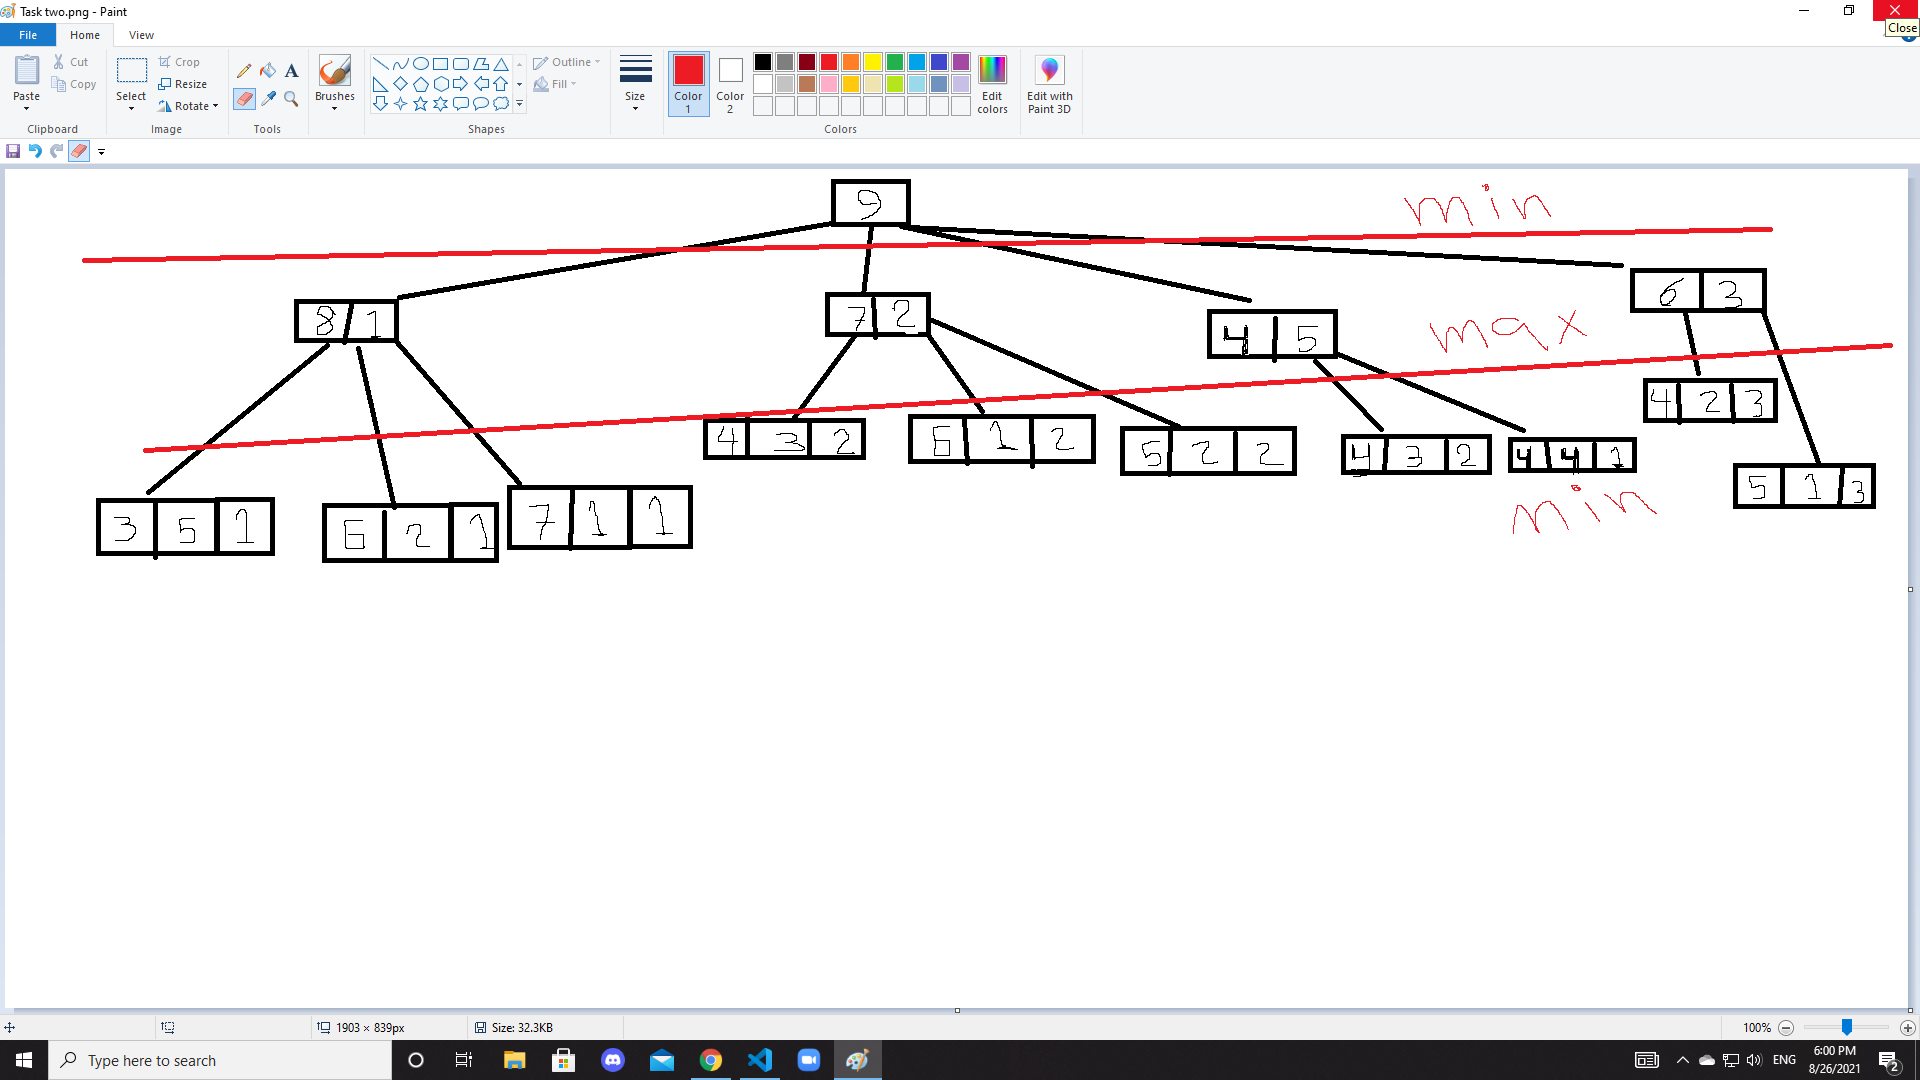 Task two.png - Paint
Close
File Home View
Paste
Cut
Copy
Clipboard
Select
Crop
Resize
Rotate
Image
Tools
Brushes
Shapes
Outline
Fill
Size
Color 1
Color 2
Colors
Edit colors
Edit with Paint 3D
9
min
8 1
7 2
4 5
6 3
max
4 2 3
4 3 2
6 1 2
5 2 2
4 3 2
4 4 1
5 1 3
min
3 5 1
6 2 1
7 1 1
1903 × 839px
Size: 32.3KB
100%
Type here to search
ENG
6:00 PM
8/26/2021
2